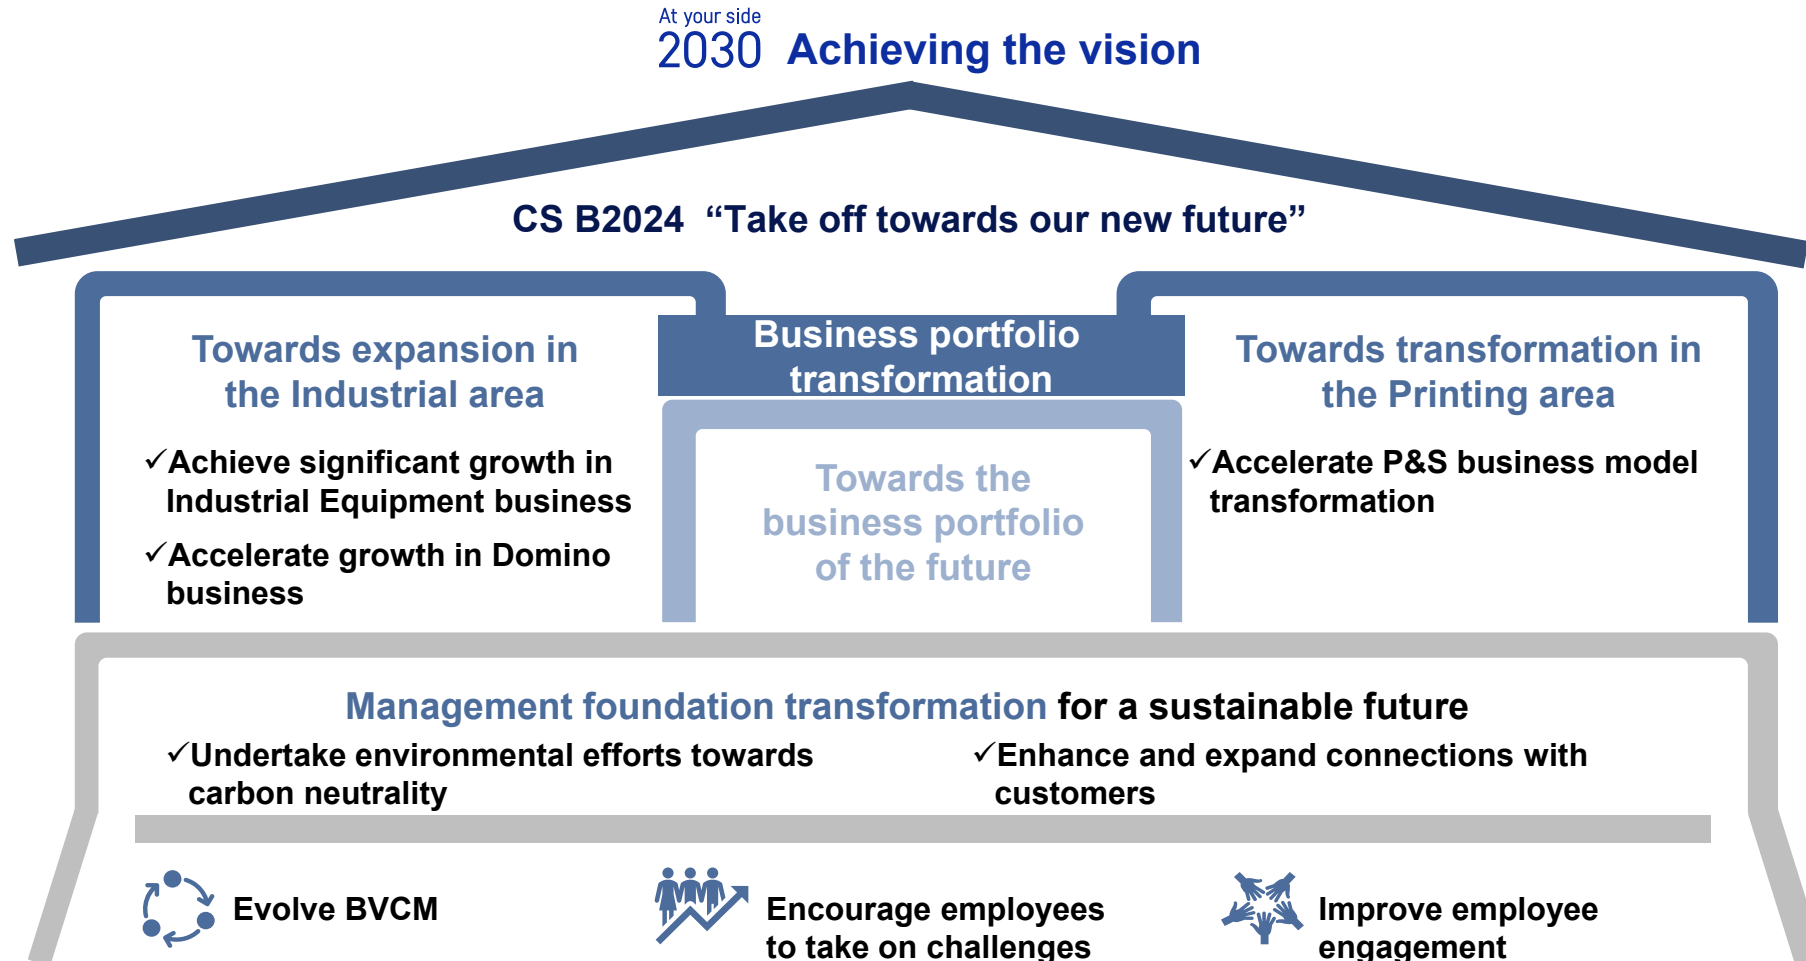 At your side
2030 Achieving the vision
CS B2024 “Take off towards our new future”
Business portfolio
transformation
Towards expansion in
the Industrial area
✓Achieve significant growth in
Industrial Equipment business
✓Accelerate growth in Domino
business
Towards the
business portfolio
of the future
Towards transformation in
the Printing area
✓Accelerate P&S business model
transformation
Management foundation transformation for a sustainable future
✓Undertake environmental efforts towards
carbon neutrality
✓Enhance and expand connections with
customers
Evolve BVCM
Encourage employees
to take on challenges
Improve employee
engagement